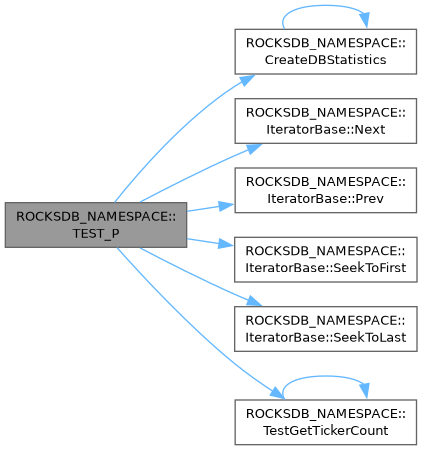 ROCKSDB_NAMESPACE::
CreateDBStatistics
ROCKSDB_NAMESPACE::
IteratorBase::Next
ROCKSDB_NAMESPACE::
IteratorBase::Prev
ROCKSDB_NAMESPACE::
TEST_P
ROCKSDB_NAMESPACE::
IteratorBase::SeekToFirst
ROCKSDB_NAMESPACE::
IteratorBase::SeekToLast
ROCKSDB_NAMESPACE::
TestGetTickerCount